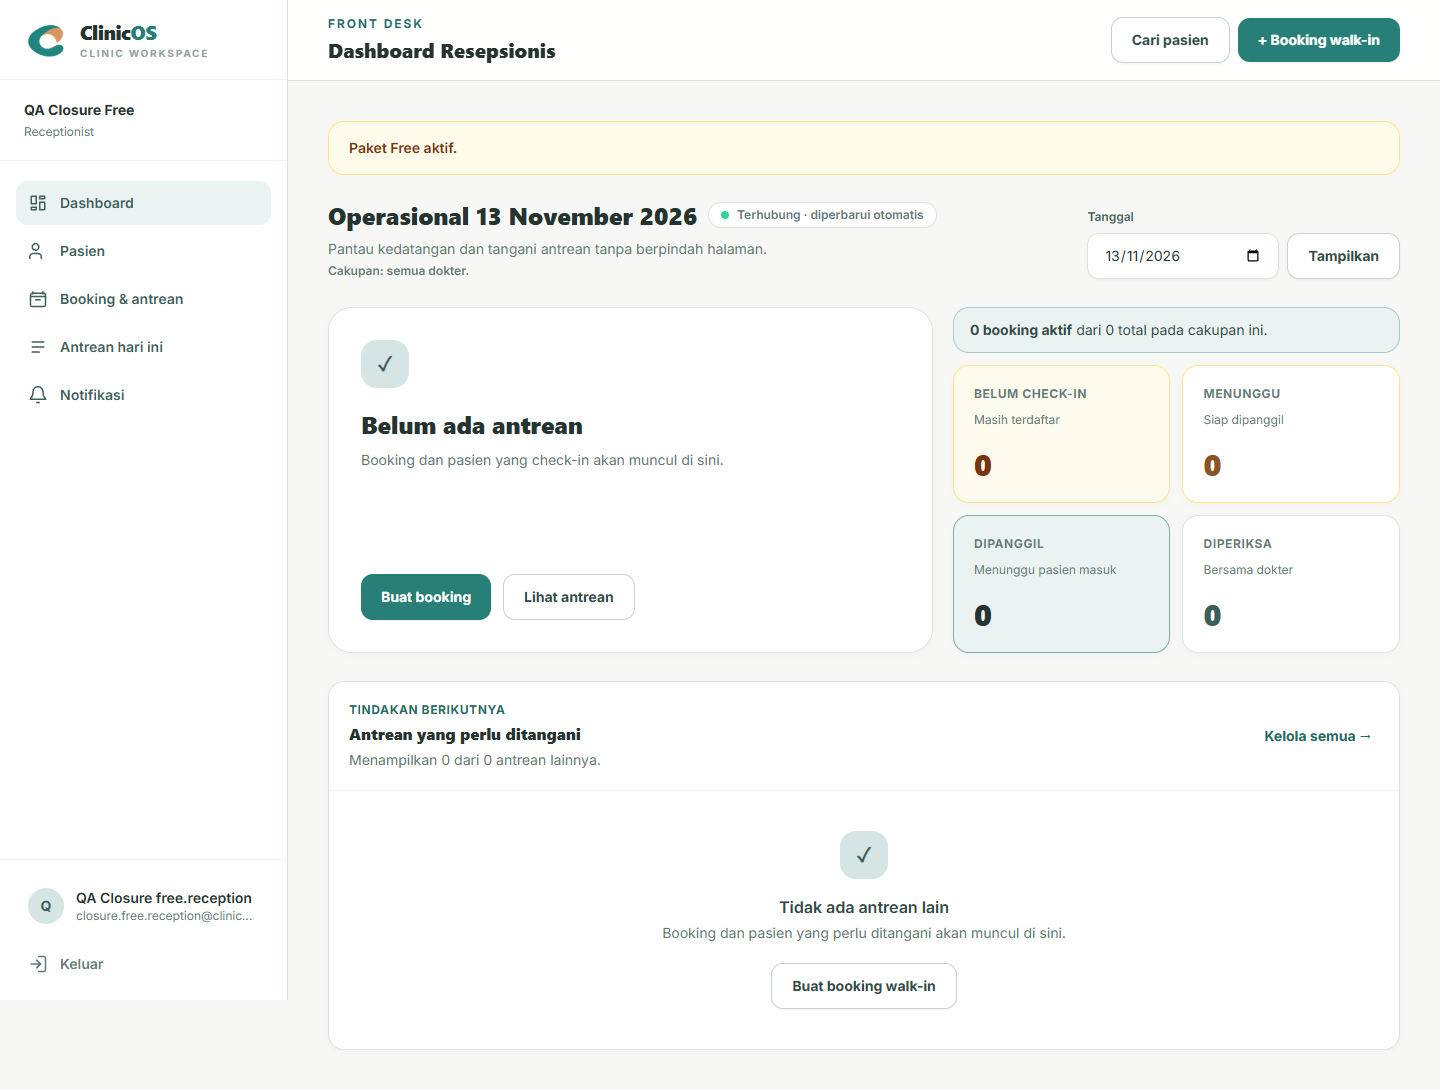 ClinicOS
CLINIC WORKSPACE
QA Closure Free
Receptionist
Dashboard
Pasien
Booking & antrean
Antrean hari ini
Notifikasi
Q
QA Closure free.reception
closure.free.reception@clinic...
Keluar
FRONT DESK
Dashboard Resepsionis
Cari pasien
+ Booking walk-in
Paket Free aktif.
Operasional 13 November 2026
Terhubung · diperbarui otomatis
Pantau kedatangan dan tangani antrean tanpa berpindah halaman.
Cakupan: semua dokter.
Tanggal
13/11/2026
Tampilkan
✓
Belum ada antrean
Booking dan pasien yang check-in akan muncul di sini.
Buat booking
Lihat antrean
0 booking aktif dari 0 total pada cakupan ini.
BELUM CHECK-IN
Masih terdaftar
0
MENUNGGU
Siap dipanggil
0
DIPANGGIL
Menunggu pasien masuk
0
DIPERIKSA
Bersama dokter
0
TINDAKAN BERIKUTNYA
Antrean yang perlu ditangani
Menampilkan 0 dari 0 antrean lainnya.
Kelola semua →
✓
Tidak ada antrean lain
Booking dan pasien yang perlu ditangani akan muncul di sini.
Buat booking walk-in